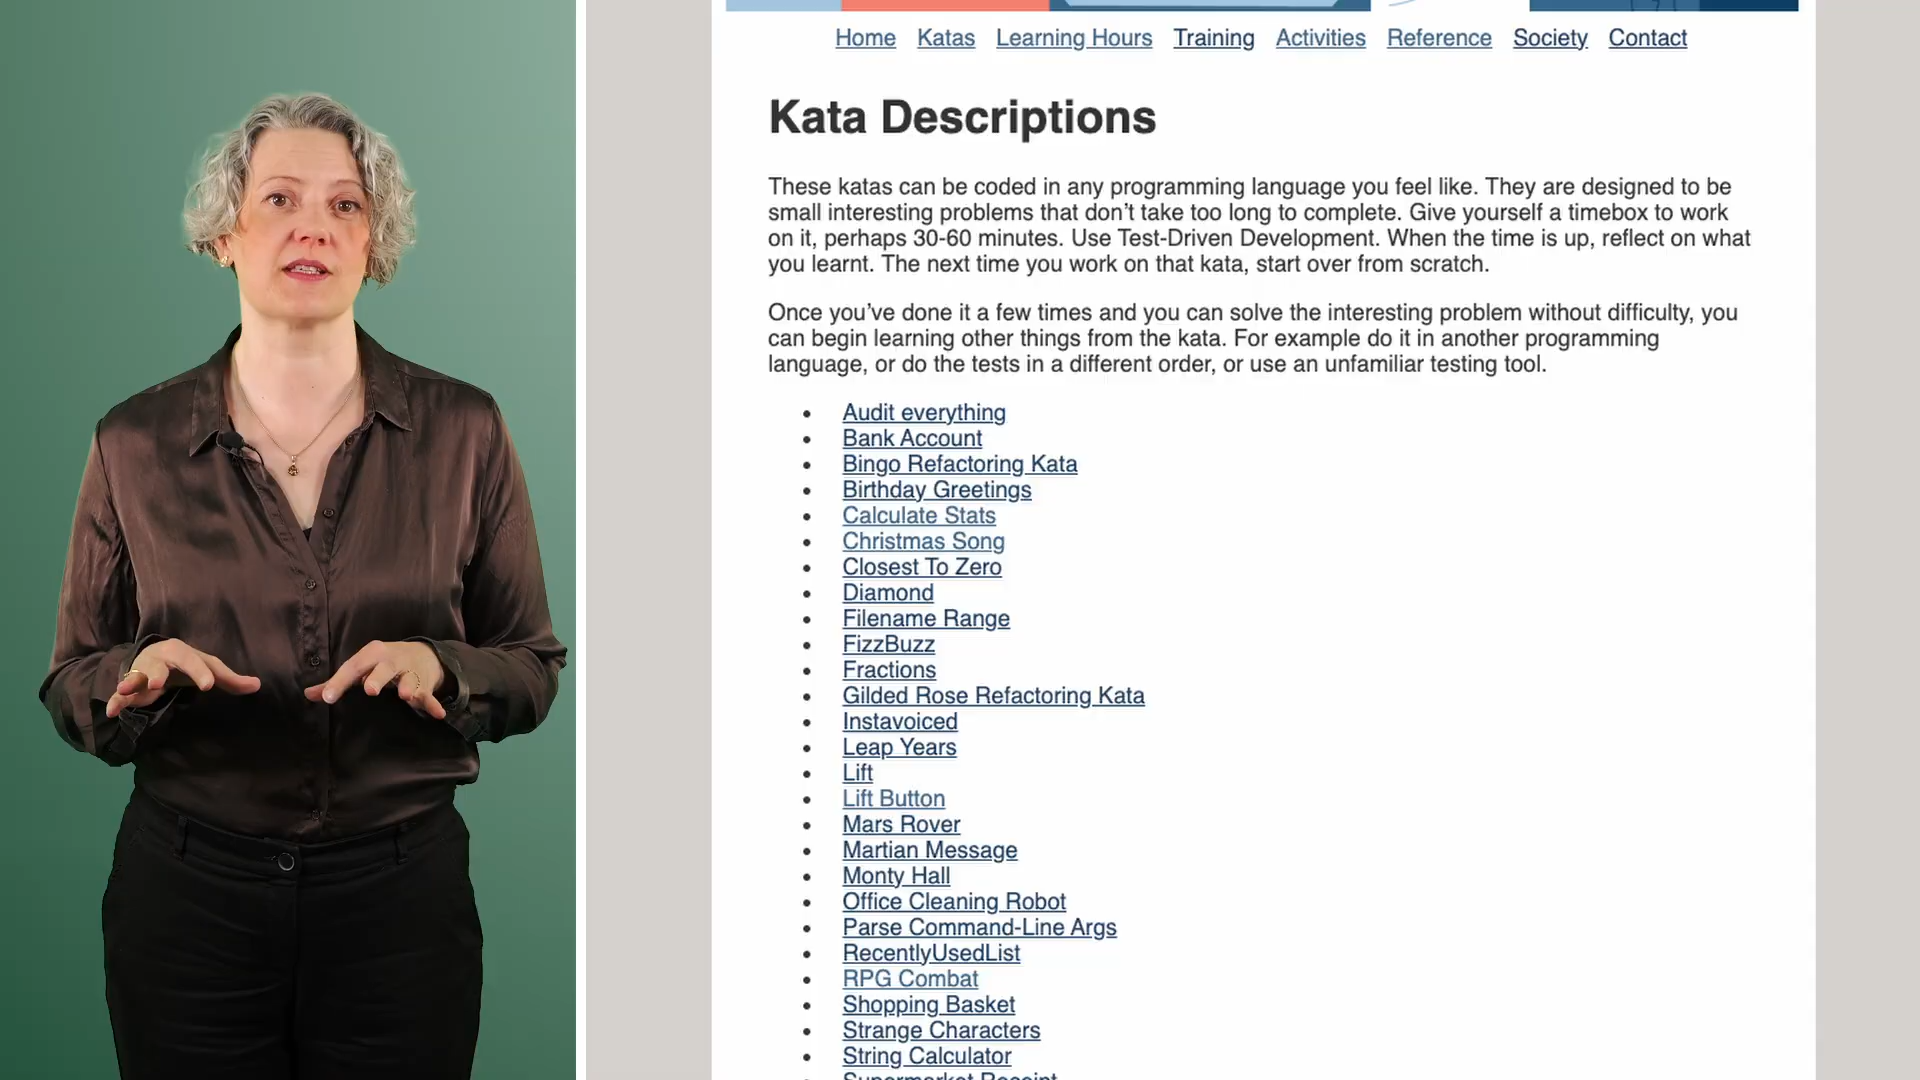 Home Katas Learning Hours Training Activities Reference Society Contact
Kata Descriptions
These katas can be coded in any programming language you feel like. They are designed to be
small interesting problems that don’t take too long to complete. Give yourself a timebox to work
on it, perhaps 30-60 minutes. Use Test-Driven Development. When the time is up, reflect on what
you learnt. The next time you work on that kata, start over from scratch.
Once you’ve done it a few times and you can solve the interesting problem without difficulty, you
can begin learning other things from the kata. For example do it in another programming
language, or do the tests in a different order, or use an unfamiliar testing tool.
Audit everything
Bank Account
Bingo Refactoring Kata
Birthday Greetings
Calculate Stats
Christmas Song
Closest To Zero
Diamond
Filename Range
FizzBuzz
Fractions
Gilded Rose Refactoring Kata
Instavoiced
Leap Years
Lift
Lift Button
Mars Rover
Martian Message
Monty Hall
Office Cleaning Robot
Parse Command-Line Args
RecentlyUsedList
RPG Combat
Shopping Basket
Strange Characters
String Calculator
Supermarket Receipt